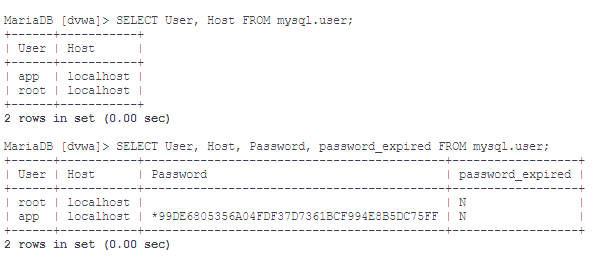 MariaDB [dvwa]> SELECT User, Host FROM mysql.user;
+------+-----------+
| User | Host      |
+------+-----------+
| app  | localhost |
| root | localhost |
+------+-----------+
2 rows in set (0.00 sec)
MariaDB [dvwa]> SELECT User, Host, Password, password_expired FROM mysql.user;
+------+-----------+-------------------------------------------+------------------+
| User | Host      | Password                                  | password_expired |
+------+-----------+-------------------------------------------+------------------+
| root | localhost |                                           | N                |
| app  | localhost | *99DE6805356A04FDF37D7361BCF994E8B5DC75FF | N                |
+------+-----------+-------------------------------------------+------------------+
2 rows in set (0.00 sec)